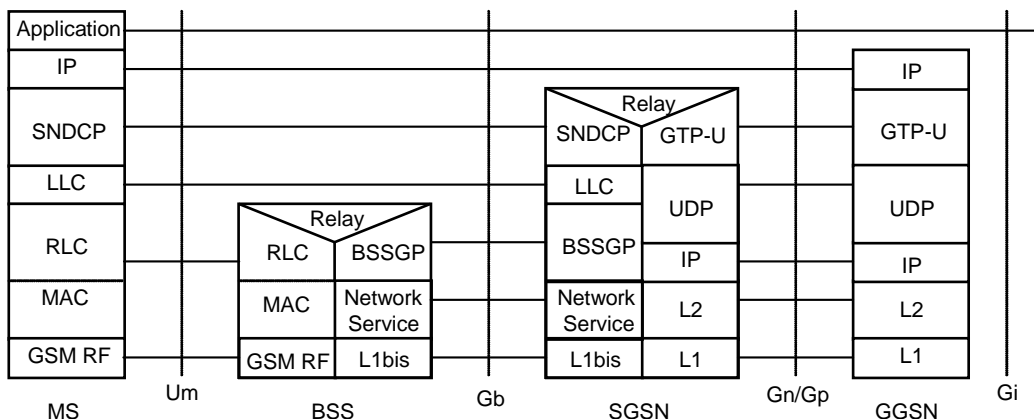 Application
IP
IP
Relay
SNDCP
SNDCP
GTP-U
GTP-U
LLC
LLC
UDP
UDP
Relay
RLC
RLC
BSSGP
BSSGP
IP
IP
MAC
MAC
Network
Service
Network
Service
L2
L2
GSM RF
GSM RF
L1bis
L1bis
L1
L1
Um
Gb
Gn/Gp
Gi
MS
BSS
SGSN
GGSN